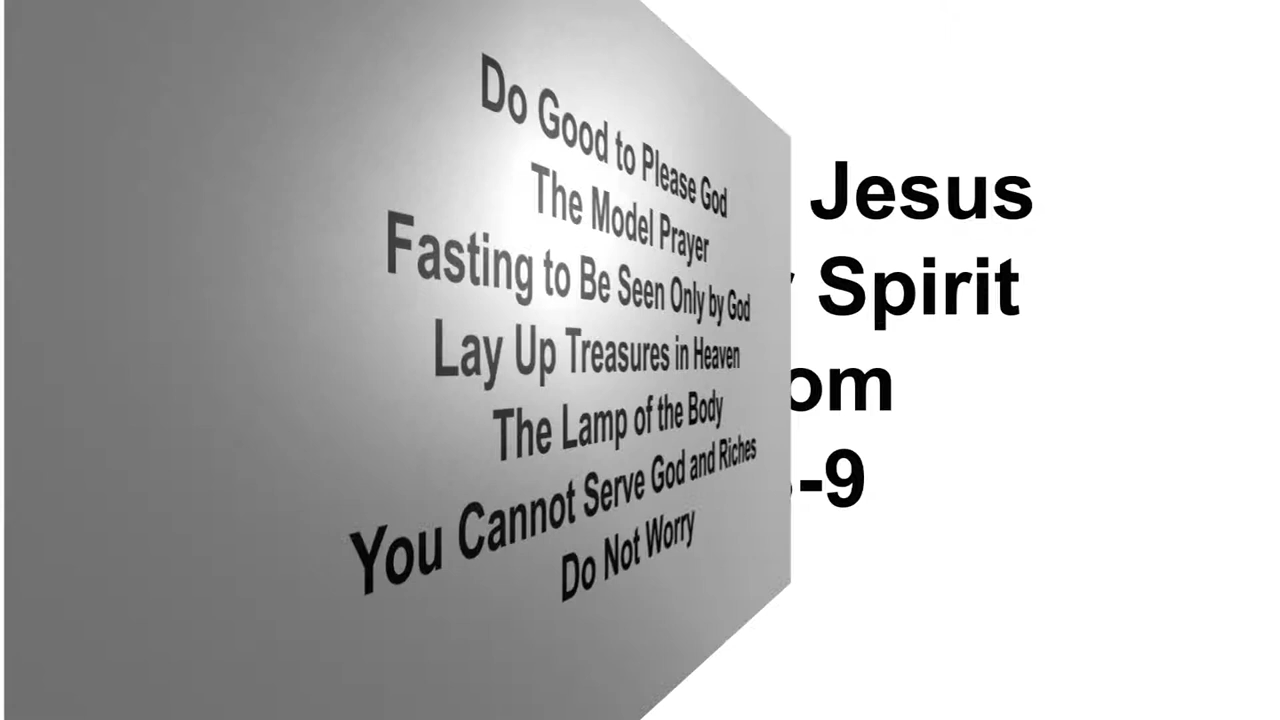 Do Good to Please God
The Model Prayer
Fasting to Be Seen Only by God
Lay Up Treasures in Heaven
The Lamp of the Body
You Cannot Serve God and Riches
Do Not Worry
Jesus
Spirit
-9